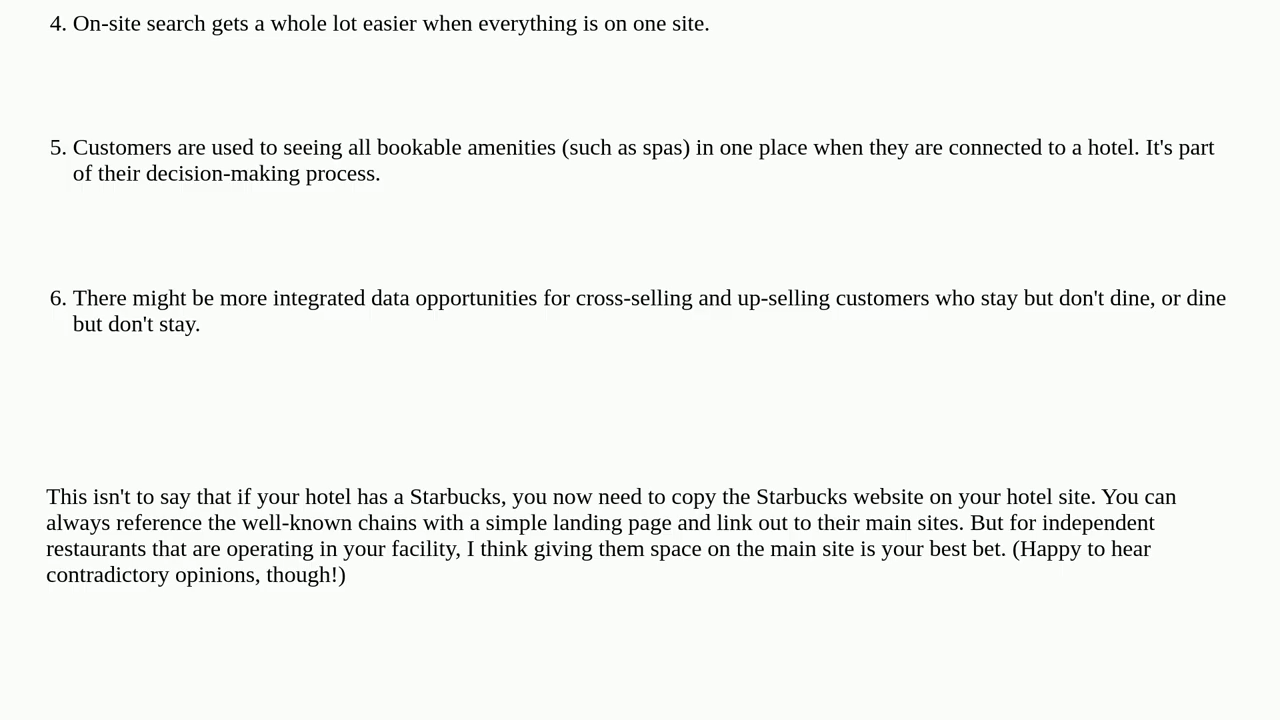 4. On-site search gets a whole lot easier when everything is on one site.
5. Customers are used to seeing all bookable amenities (such as spas) in one place when they are connected to a hotel. It's part
of their decision-making process.
6. There might be more integrated data opportunities for cross-selling and up-selling customers who stay but don't dine, or dine
but don't stay.
This isn't to say that if your hotel has a Starbucks, you now need to copy the Starbucks website on your hotel site. You can
always reference the well-known chains with a simple landing page and link out to their main sites. But for independent
restaurants that are operating in your facility, I think giving them space on the main site is your best bet. (Happy to hear
contradictory opinions, though!)